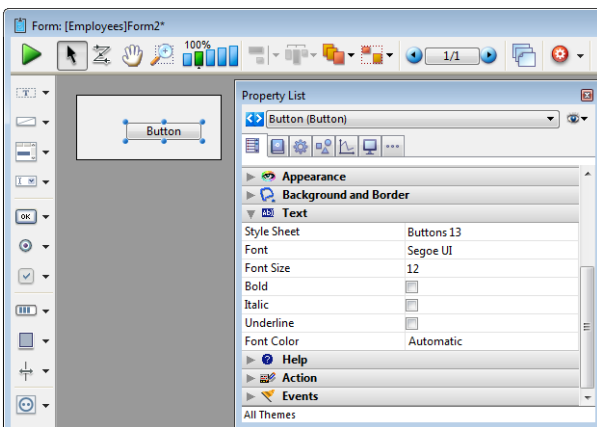 Form: [Employees]Form2*
100%
1/1
Button
Property List
Button (Button)
Appearance
Background and Border
Text
Style Sheet Buttons 13
Font Segoe UI
Font Size 12
Bold
Italic
Underline
Font Color Automatic
Help
Action
Events
All Themes
OK